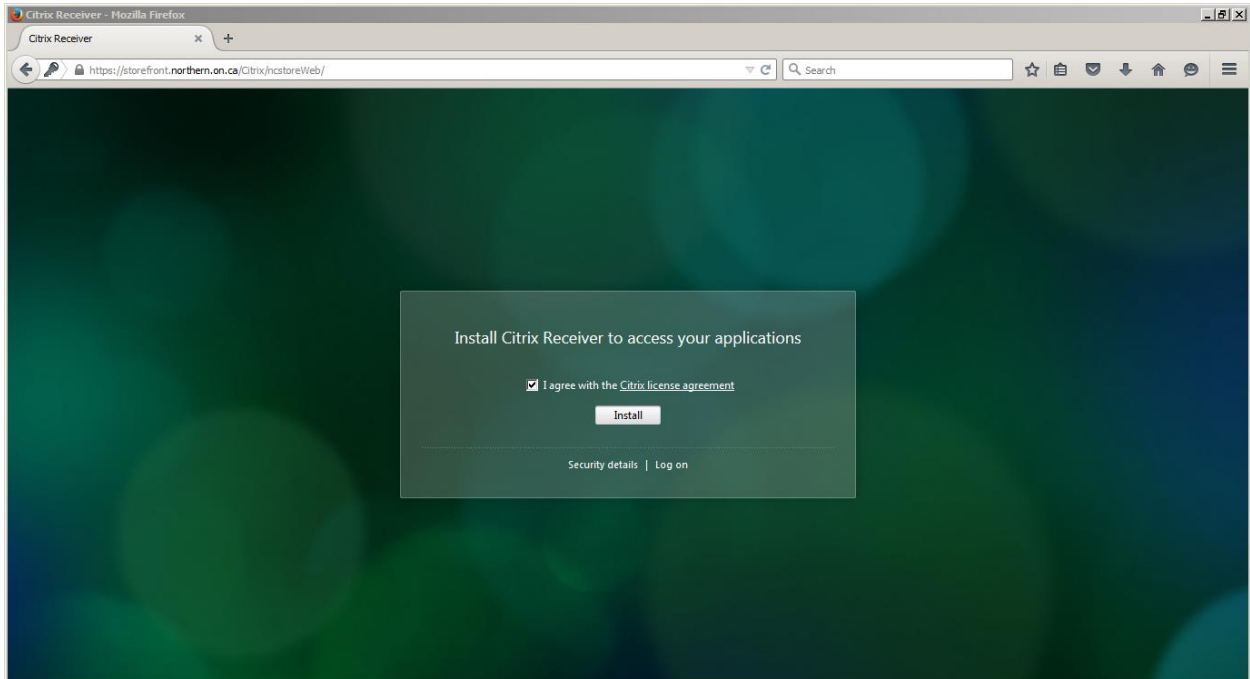 Citrix Receiver - Mozilla Firefox
Citrix Receiver
https://storefront.northern.on.ca/Citrix/ncstoreWeb/
Search
Install Citrix Receiver to access your applications
I agree with the Citrix license agreement
Install
Security details | Log on